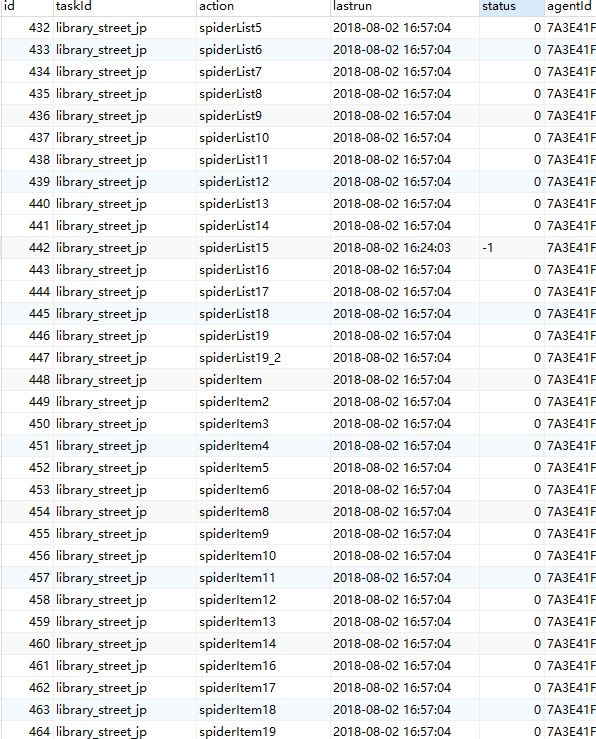 id taskId action lastrun status agentId
432 library_street_jp spiderList5 2018-08-02 16:57:04 0 7A3E41F
433 library_street_jp spiderList6 2018-08-02 16:57:04 0 7A3E41F
434 library_street_jp spiderList7 2018-08-02 16:57:04 0 7A3E41F
435 library_street_jp spiderList8 2018-08-02 16:57:04 0 7A3E41F
436 library_street_jp spiderList9 2018-08-02 16:57:04 0 7A3E41F
437 library_street_jp spiderList10 2018-08-02 16:57:04 0 7A3E41F
438 library_street_jp spiderList11 2018-08-02 16:57:04 0 7A3E41F
439 library_street_jp spiderList12 2018-08-02 16:57:04 0 7A3E41F
440 library_street_jp spiderList13 2018-08-02 16:57:04 0 7A3E41F
441 library_street_jp spiderList14 2018-08-02 16:57:04 0 7A3E41F
442 library_street_jp spiderList15 2018-08-02 16:24:03 -1 7A3E41F
443 library_street_jp spiderList16 2018-08-02 16:57:04 0 7A3E41F
444 library_street_jp spiderList17 2018-08-02 16:57:04 0 7A3E41F
445 library_street_jp spiderList18 2018-08-02 16:57:04 0 7A3E41F
446 library_street_jp spiderList19 2018-08-02 16:57:04 0 7A3E41F
447 library_street_jp spiderList19_2 2018-08-02 16:57:04 0 7A3E41F
448 library_street_jp spiderItem 2018-08-02 16:57:04 0 7A3E41F
449 library_street_jp spiderItem2 2018-08-02 16:57:04 0 7A3E41F
450 library_street_jp spiderItem3 2018-08-02 16:57:04 0 7A3E41F
451 library_street_jp spiderItem4 2018-08-02 16:57:04 0 7A3E41F
452 library_street_jp spiderItem5 2018-08-02 16:57:04 0 7A3E41F
453 library_street_jp spiderItem6 2018-08-02 16:57:04 0 7A3E41F
454 library_street_jp spiderItem8 2018-08-02 16:57:04 0 7A3E41F
455 library_street_jp spiderItem9 2018-08-02 16:57:04 0 7A3E41F
456 library_street_jp spiderItem10 2018-08-02 16:57:04 0 7A3E41F
457 library_street_jp spiderItem11 2018-08-02 16:57:04 0 7A3E41F
458 library_street_jp spiderItem12 2018-08-02 16:57:04 0 7A3E41F
459 library_street_jp spiderItem13 2018-08-02 16:57:04 0 7A3E41F
460 library_street_jp spiderItem14 2018-08-02 16:57:04 0 7A3E41F
461 library_street_jp spiderItem16 2018-08-02 16:57:04 0 7A3E41F
462 library_street_jp spiderItem17 2018-08-02 16:57:04 0 7A3E41F
463 library_street_jp spiderItem18 2018-08-02 16:57:04 0 7A3E41F
464 library_street_jp spiderItem19 2018-08-02 16:57:04 0 7A3E41F